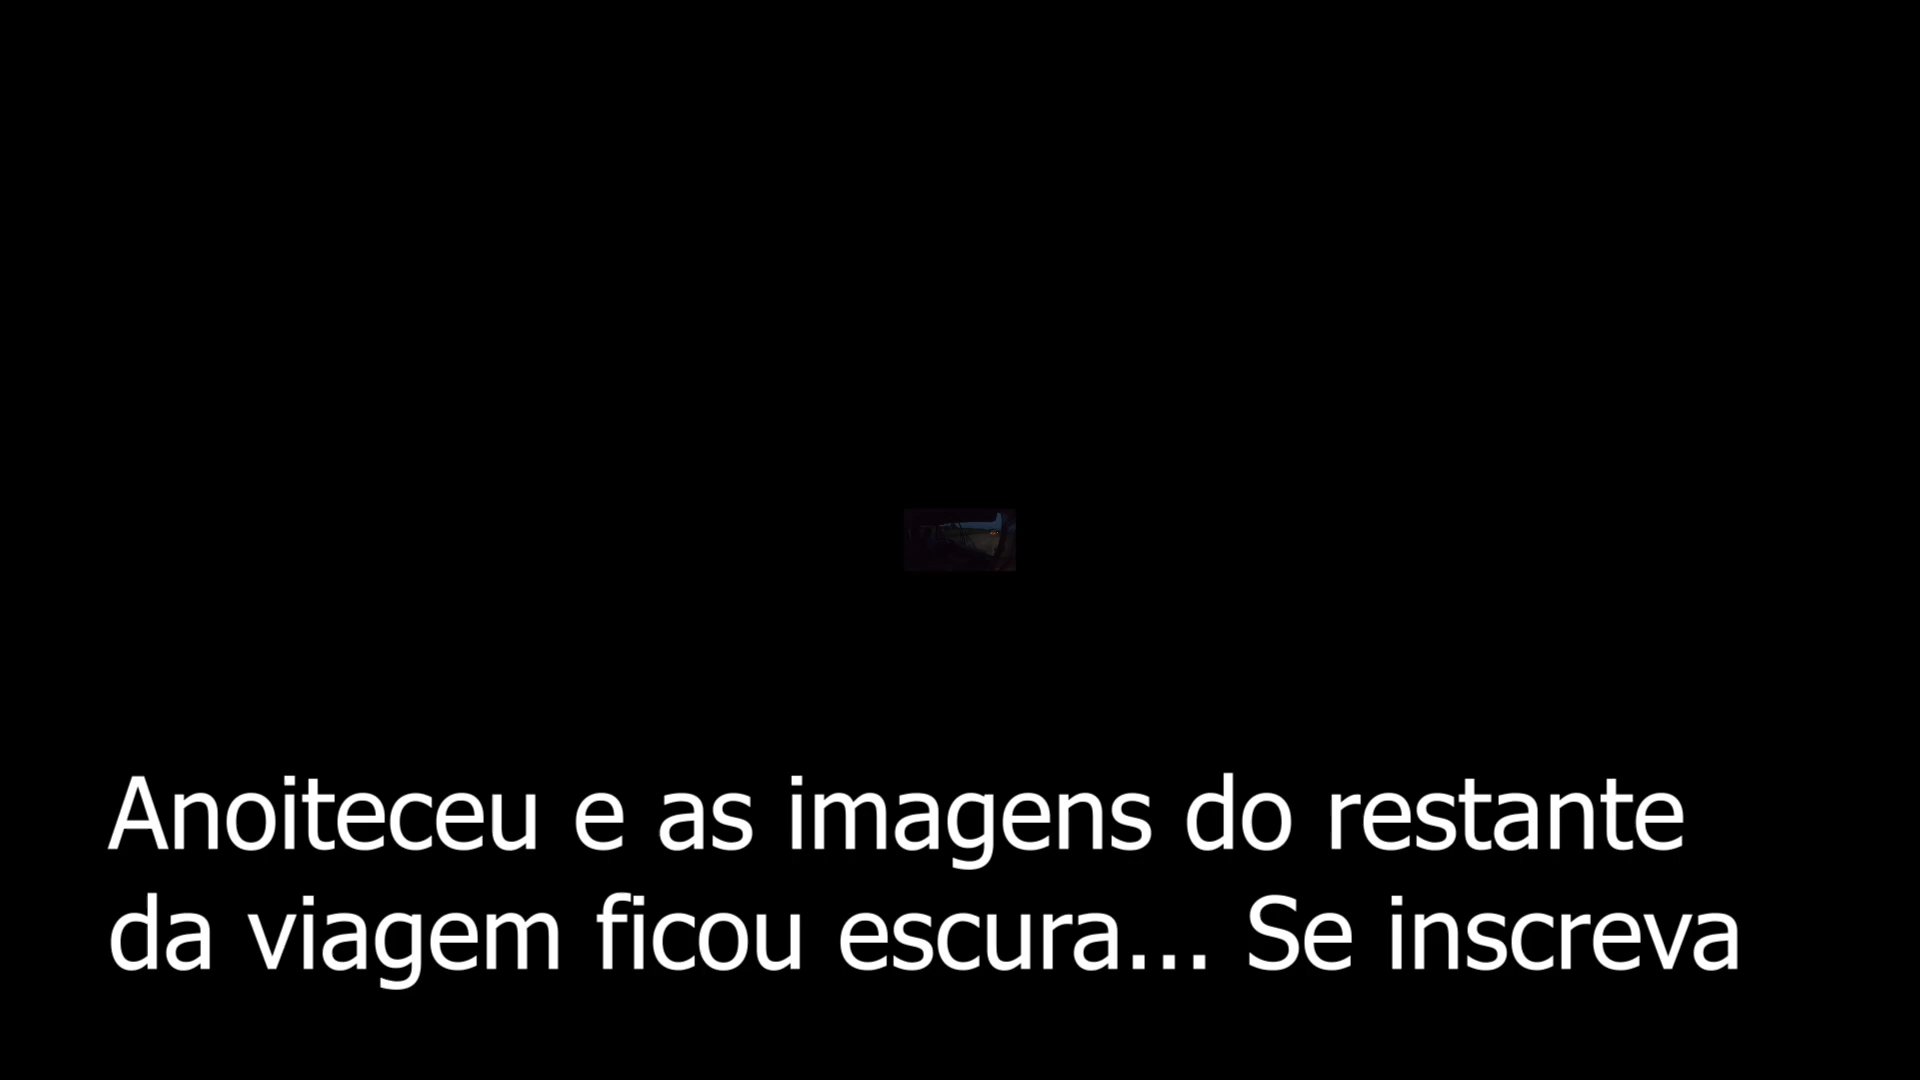 Anoiteceu e as imagens do restante
da viagem ficou escura... Se inscreva